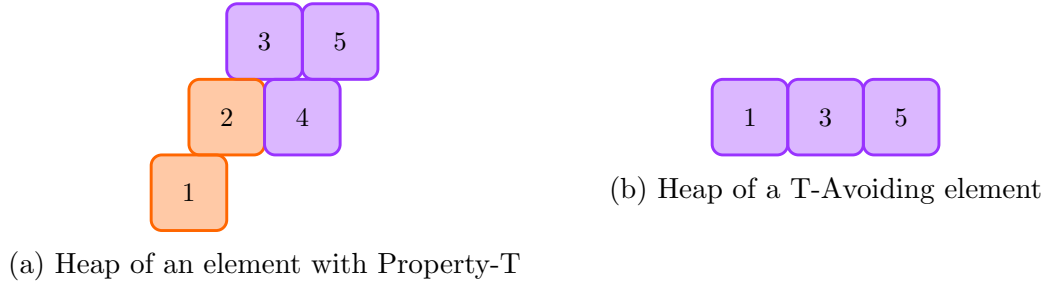 3 5
2 4
1
(a) Heap of an element with Property-T
1 3 5
(b) Heap of a T-Avoiding element